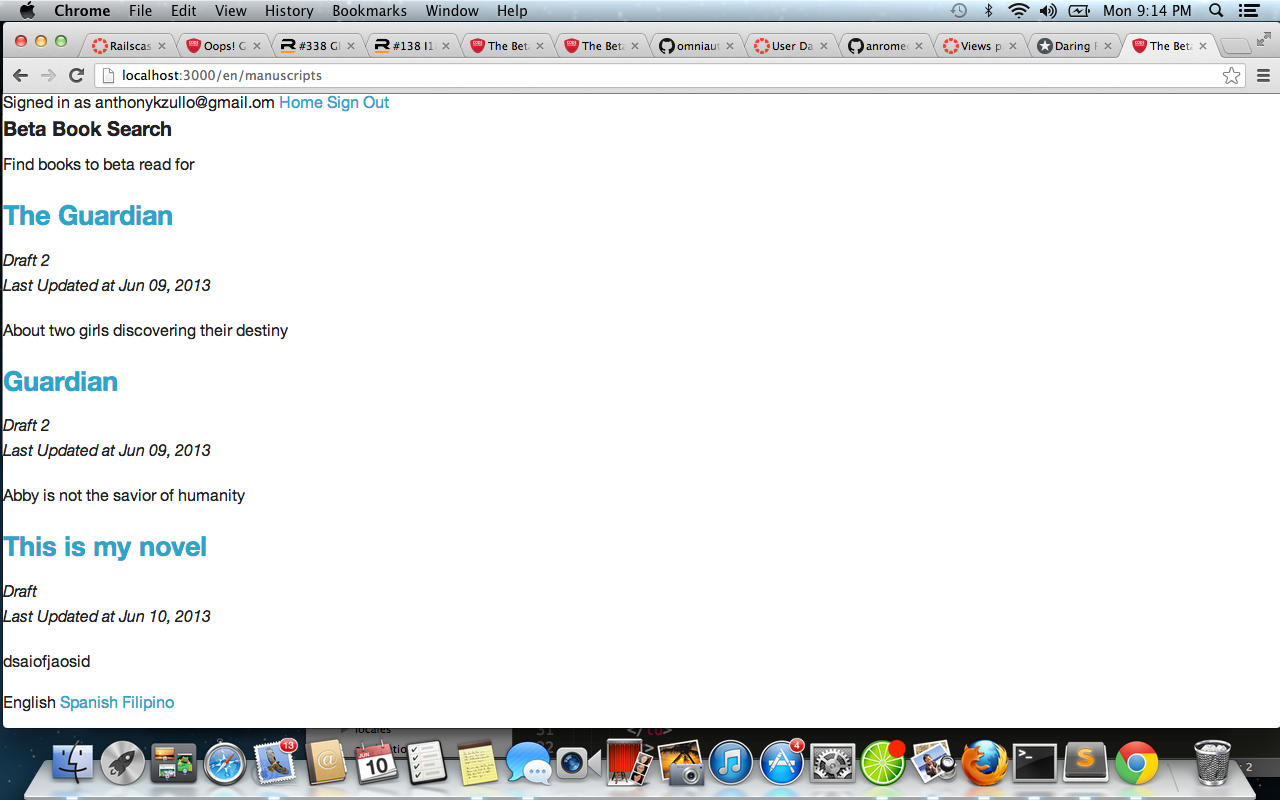 Chrome File Edit View History Bookmarks Window Help Mon 9:14 PM
Railscas Oops! G #338 Gl #138 I1 The Beta The Beta omniaut User Da anrome Views p Daring F The Beta
localhost:3000/en/manuscripts
Signed in as anthonykzullo@gmail.om Home Sign Out
Beta Book Search
Find books to beta read for
The Guardian
Draft 2
Last Updated at Jun 09, 2013
About two girls discovering their destiny
Guardian
Draft 2
Last Updated at Jun 09, 2013
Abby is not the savior of humanity
This is my novel
Draft
Last Updated at Jun 10, 2013
dsaiofjaosid
English Spanish Filipino
locales 31
13 JUN 10 4